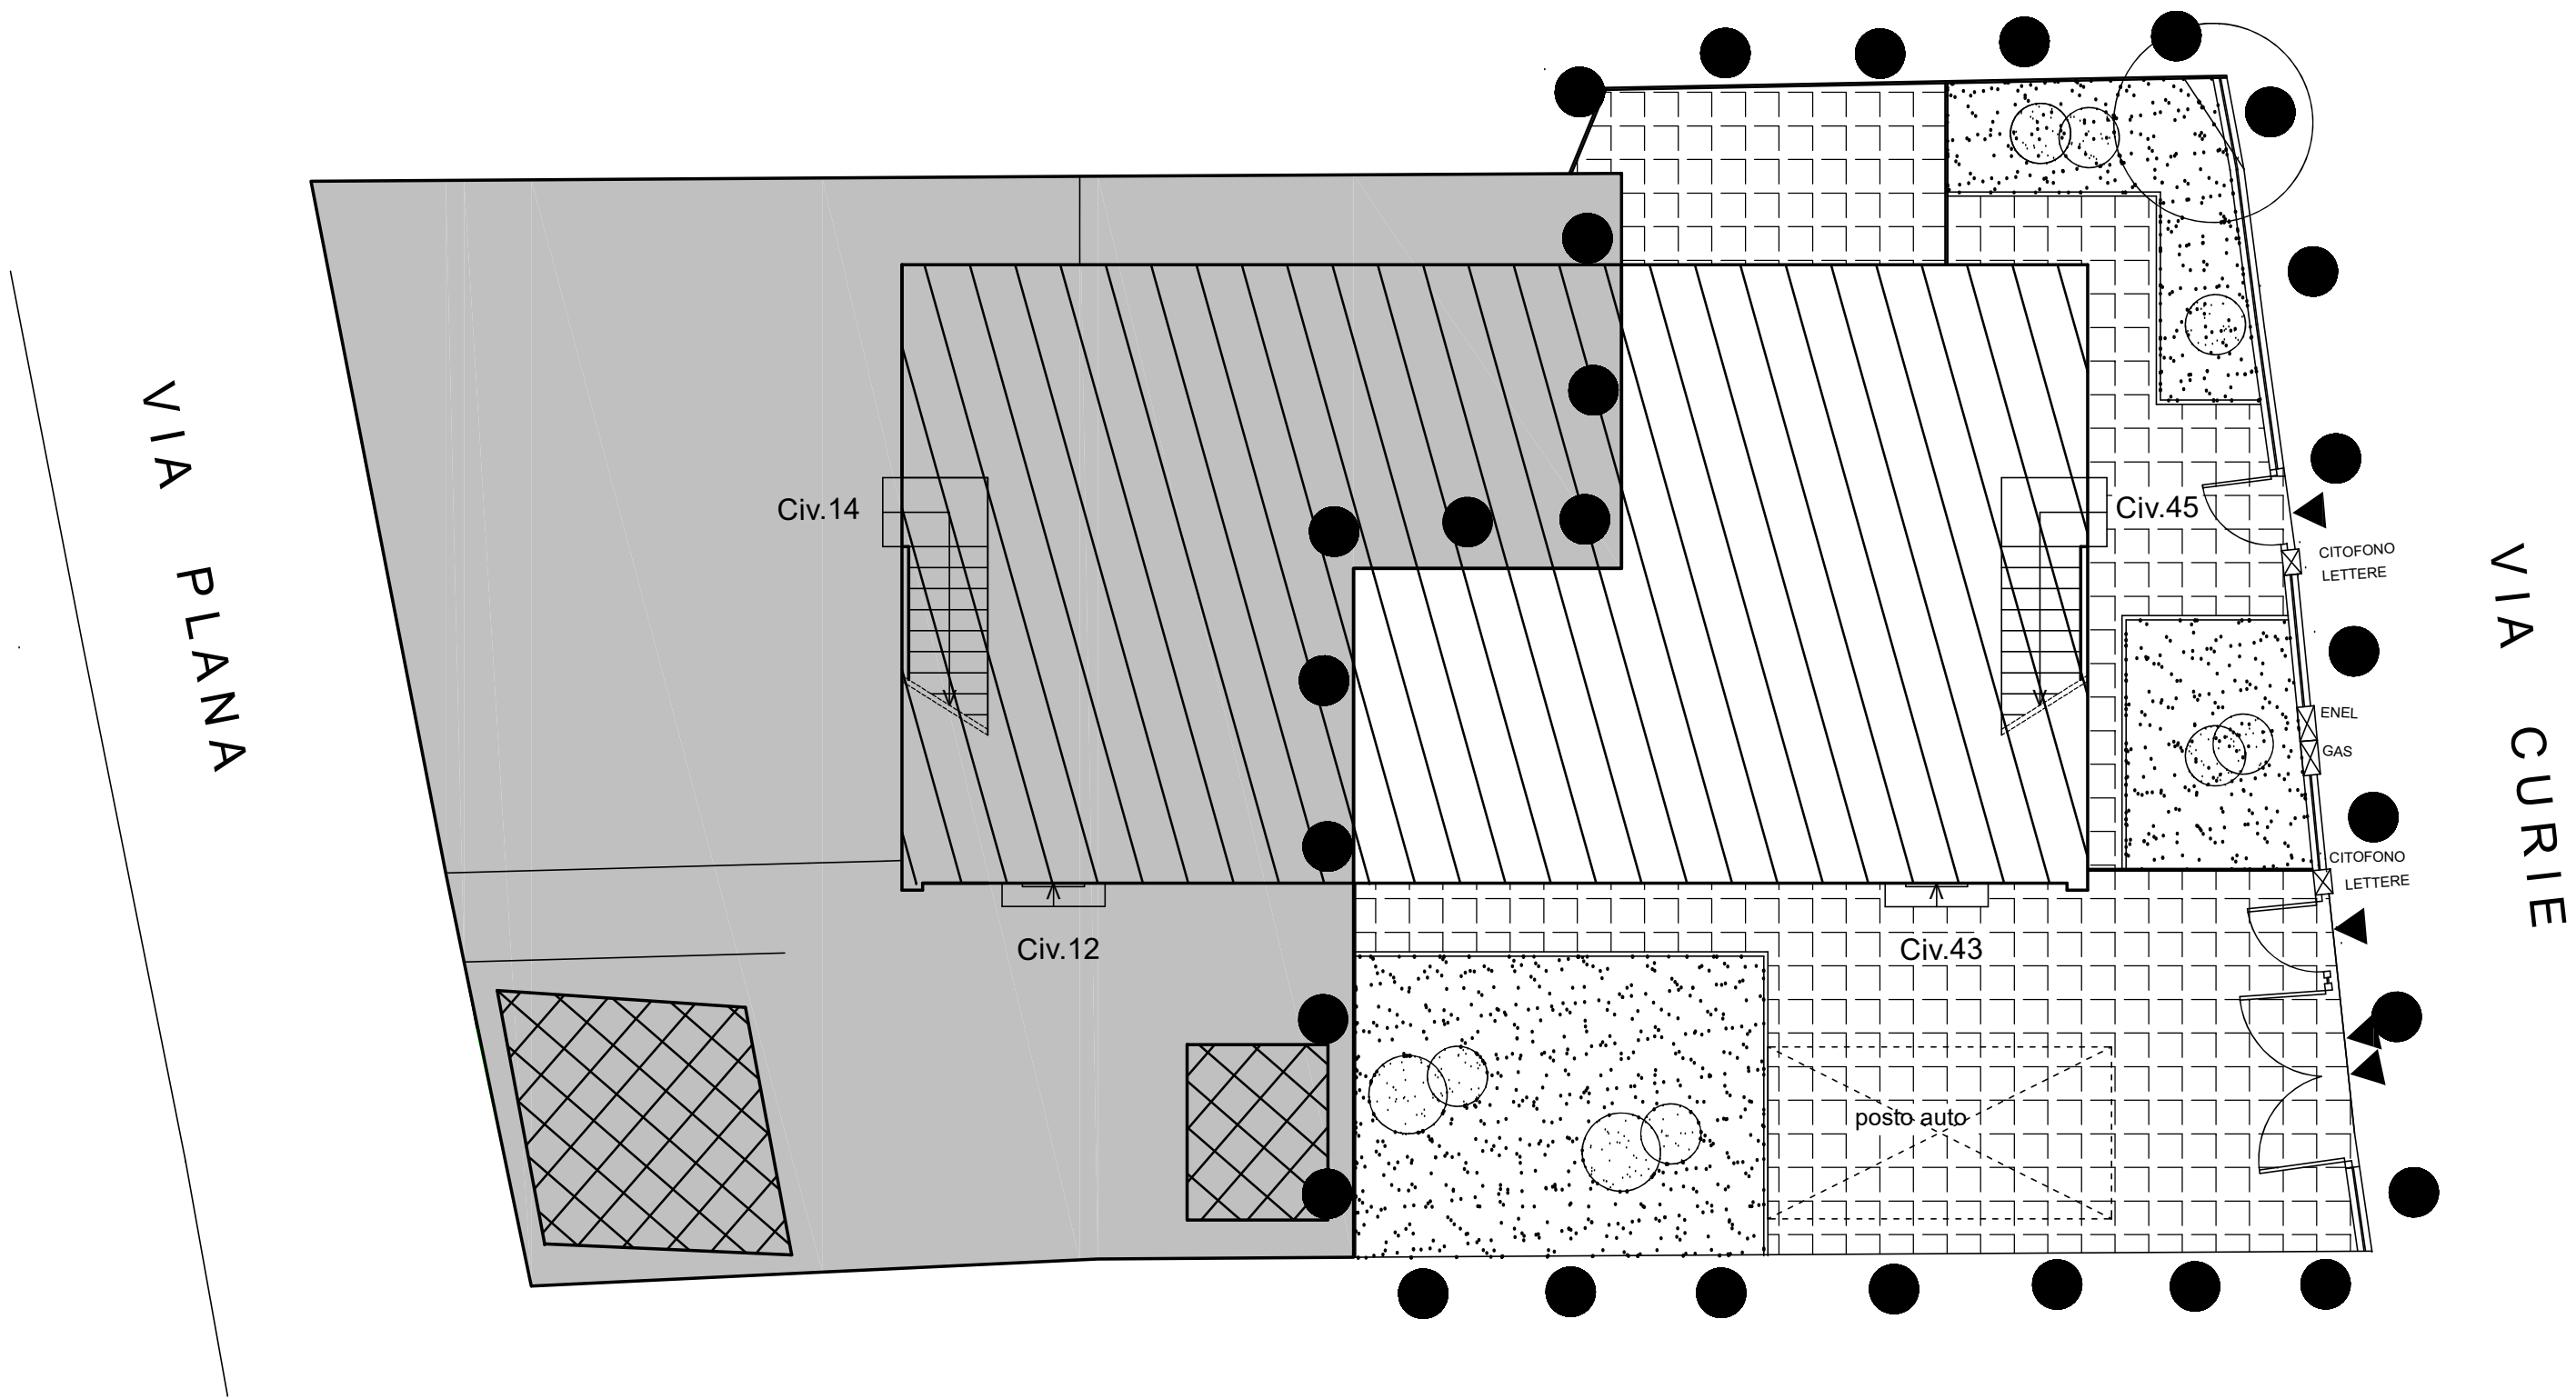 VIA PLANA
Civ.14
Civ.45
CITOFONO
LETTERE
VIA CURIE
ENEL
GAS
CITOFONO
LETTERE
Civ.12
Civ.43
posto auto